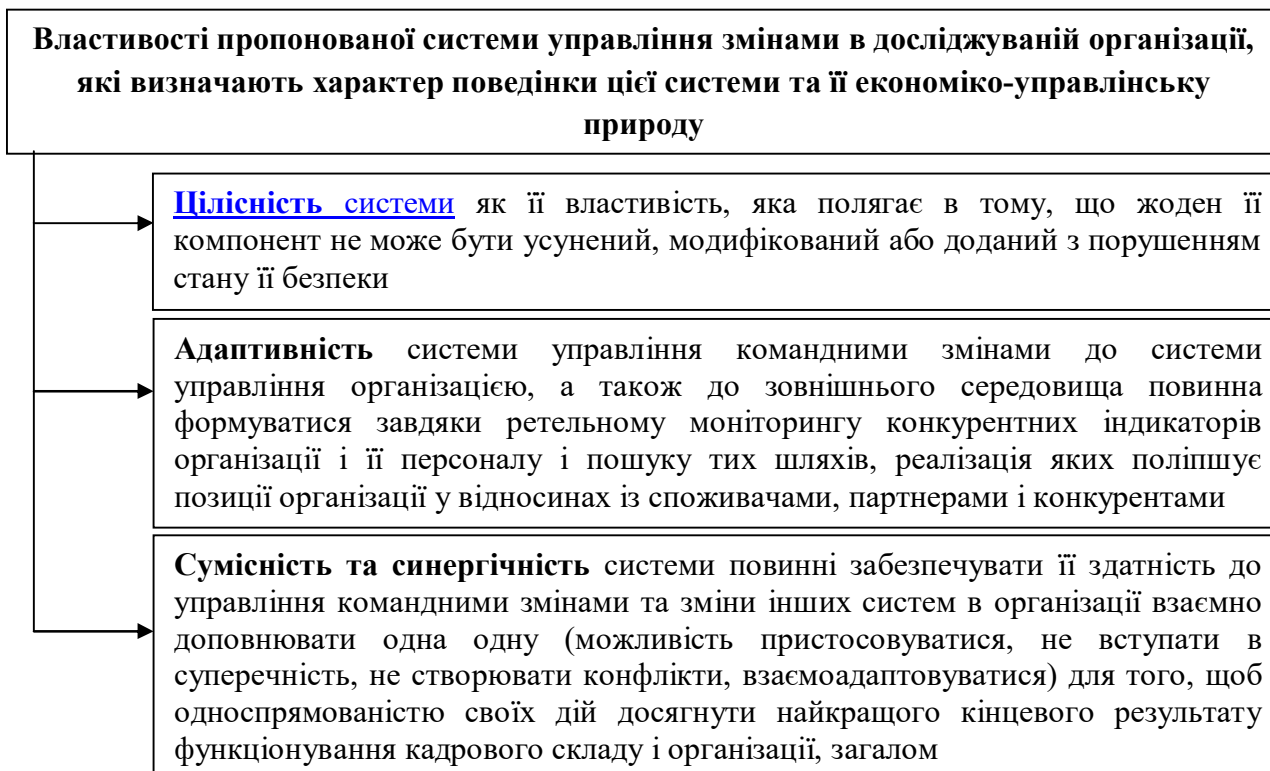 Властивості пропонованої системи управління змінами в досліджуваній організації,
які визначають характер поведінки цієї системи та її економіко-управлінську
природу
Цілісність системи як її властивість, яка полягає в тому, що жоден її
компонент не може бути усунений, модифікований або доданий з порушенням
стану її безпеки
Адаптивність системи управління командними змінами до системи
управління організацією, а також до зовнішнього середовища повинна
формуватися завдяки ретельному моніторингу конкурентних індикаторів
організації і її персоналу і пошуку тих шляхів, реалізація яких поліпшує
позиції організації у відносинах із споживачами, партнерами і конкурентами
Сумісність та синергічність системи повинні забезпечувати її здатність до
управління командними змінами та зміни інших систем в організації взаємно
доповнювати одна одну (можливість пристосовуватися, не вступати в
суперечність, не створювати конфлікти, взаємоадаптовуватися) для того, щоб
односпрямованістю своїх дій досягнути найкращого кінцевого результату
функціонування кадрового складу і організації, загалом